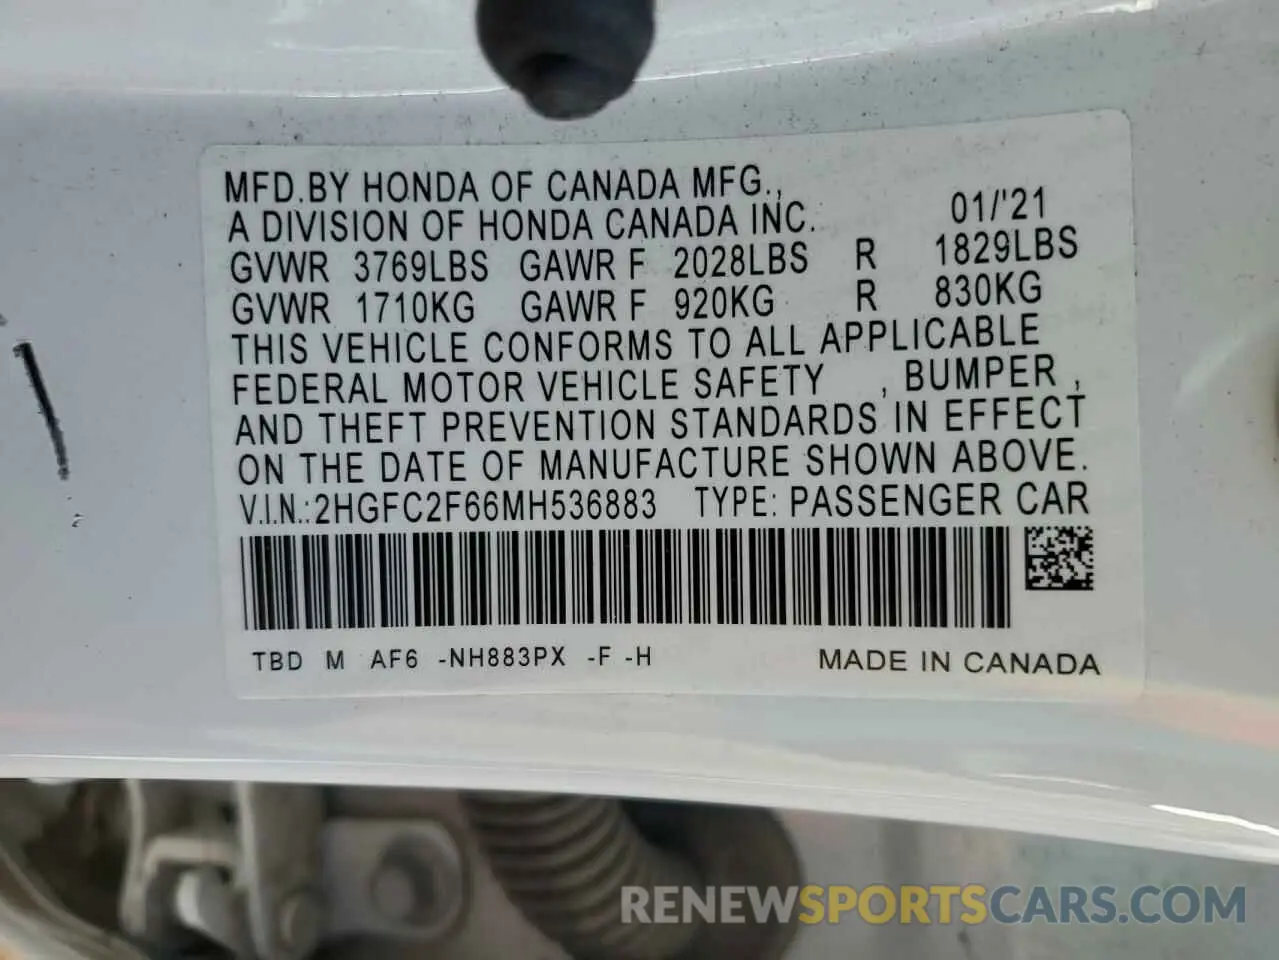 MFD.BY HONDA OF CANADA MFG.,
A DIVISION OF HONDA CANADA INC. 01/'21
GVWR 3769LBS GAWR F 2028LBS R 1829LBS
GVWR 1710KG GAWR F 920KG R 830KG
THIS VEHICLE CONFORMS TO ALL APPLICABLE
FEDERAL MOTOR VEHICLE SAFETY , BUMPER ,
AND THEFT PREVENTION STANDARDS IN EFFECT
ON THE DATE OF MANUFACTURE SHOWN ABOVE.
V.I.N.:2HGFC2F66MH536883 TYPE: PASSENGER CAR
TBD M AF6 -NH883PX -F -H MADE IN CANADA
RENEWSPORTSCARS.COM